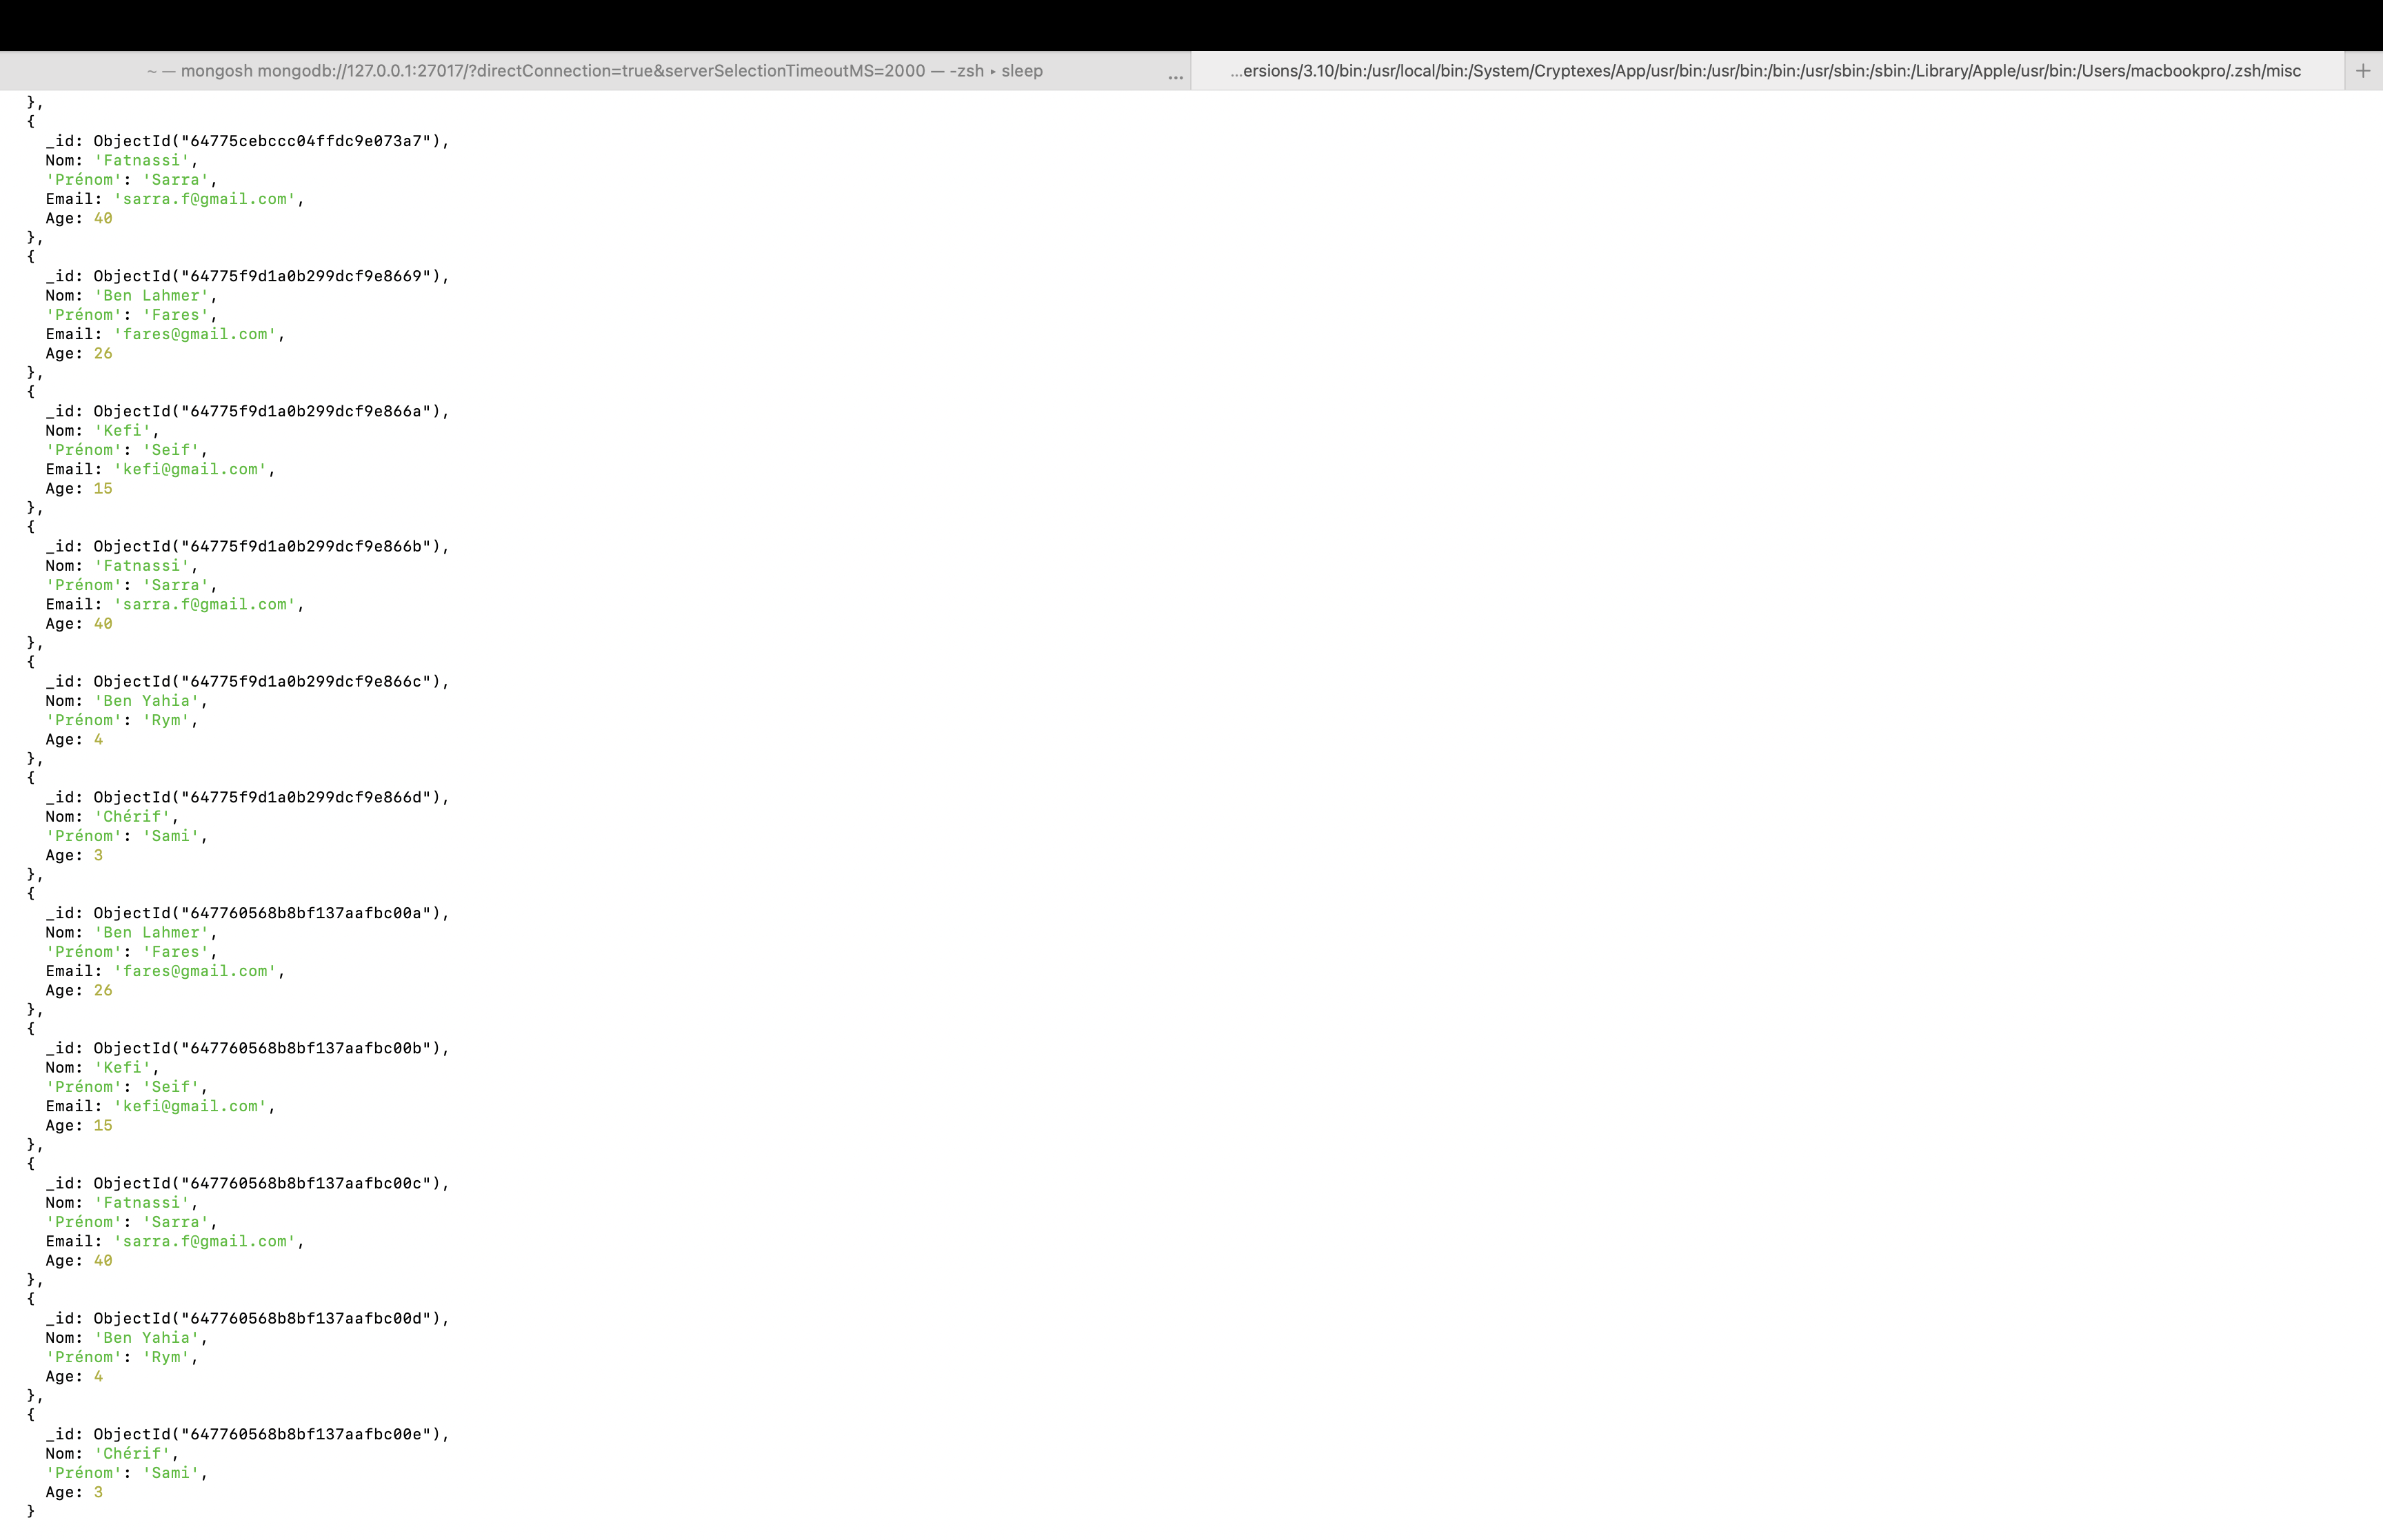 ~ — mongosh mongodb://127.0.0.1:27017/?directConnection=true&serverSelectionTimeoutMS=2000 — -zsh ▸ sleep ... ...ersions/3.10/bin:/usr/local/bin:/System/Cryptexes/App/usr/bin:/usr/bin:/bin:/usr/sbin:/sbin:/Library/Apple/usr/bin:/Users/macbookpro/.zsh/misc +
},
{
_id: ObjectId("64775cebccc04ffdc9e073a7"),
Nom: 'Fatnassi',
'Prénom': 'Sarra',
Email: 'sarra.f@gmail.com',
Age: 40
},
{
_id: ObjectId("64775f9d1a0b299dcf9e8669"),
Nom: 'Ben Lahmer',
'Prénom': 'Fares',
Email: 'fares@gmail.com',
Age: 26
},
{
_id: ObjectId("64775f9d1a0b299dcf9e866a"),
Nom: 'Kefi',
'Prénom': 'Seif',
Email: 'kefi@gmail.com',
Age: 15
},
{
_id: ObjectId("64775f9d1a0b299dcf9e866b"),
Nom: 'Fatnassi',
'Prénom': 'Sarra',
Email: 'sarra.f@gmail.com',
Age: 40
},
{
_id: ObjectId("64775f9d1a0b299dcf9e866c"),
Nom: 'Ben Yahia',
'Prénom': 'Rym',
Age: 4
},
{
_id: ObjectId("64775f9d1a0b299dcf9e866d"),
Nom: 'Chérif',
'Prénom': 'Sami',
Age: 3
},
{
_id: ObjectId("647760568b8bf137aafbc00a"),
Nom: 'Ben Lahmer',
'Prénom': 'Fares',
Email: 'fares@gmail.com',
Age: 26
},
{
_id: ObjectId("647760568b8bf137aafbc00b"),
Nom: 'Kefi',
'Prénom': 'Seif',
Email: 'kefi@gmail.com',
Age: 15
},
{
_id: ObjectId("647760568b8bf137aafbc00c"),
Nom: 'Fatnassi',
'Prénom': 'Sarra',
Email: 'sarra.f@gmail.com',
Age: 40
},
{
_id: ObjectId("647760568b8bf137aafbc00d"),
Nom: 'Ben Yahia',
'Prénom': 'Rym',
Age: 4
},
{
_id: ObjectId("647760568b8bf137aafbc00e"),
Nom: 'Chérif',
'Prénom': 'Sami',
Age: 3
}